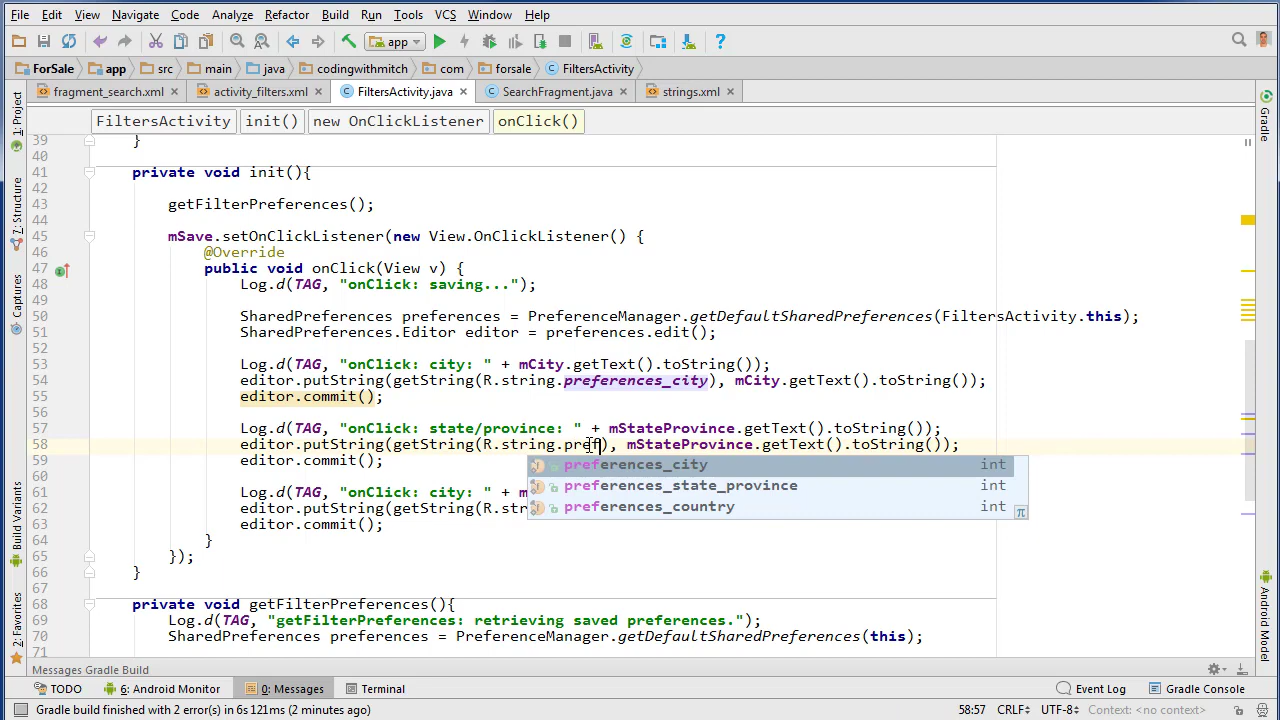 File Edit View Navigate Code Analyze Refactor Build Run Tools VCS Window Help
app
ForSale app src main java codingwithmitch com forsale FiltersActivity
fragment_search.xml activity_filters.xml FiltersActivity.java SearchFragment.java strings.xml
FiltersActivity init() new OnClickListener onClick()
39 }
40
41 private void init(){
42
43 getFilterPreferences();
44
45 mSave.setOnClickListener(new View.OnClickListener() {
46 @Override
47 public void onClick(View v) {
48 Log.d(TAG, "onClick: saving...");
49
50 SharedPreferences preferences = PreferenceManager.getDefaultSharedPreferences(FiltersActivity.this);
51 SharedPreferences.Editor editor = preferences.edit();
52
53 Log.d(TAG, "onClick: city: " + mCity.getText().toString());
54 editor.putString(getString(R.string.preferences_city), mCity.getText().toString());
55 editor.commit();
56
57 Log.d(TAG, "onClick: state/province: " + mStateProvince.getText().toString());
58 editor.putString(getString(R.string.pref), mStateProvince.getText().toString());
59 editor.commit();
preferences_city int
60
preferences_state_province int
61 Log.d(TAG, "onClick: city: " + m
preferences_country int
π
62 editor.putString(getString(R.str
63 editor.commit();
64 }
65 });
66 }
67
68 private void getFilterPreferences(){
69 Log.d(TAG, "getFilterPreferences: retrieving saved preferences.");
70 SharedPreferences preferences = PreferenceManager.getDefaultSharedPreferences(this);
71
1: Project
7: Structure
Captures
Build Variants
2: Favorites
Gradle
Android Model
Messages Gradle Build
TODO 6: Android Monitor 0: Messages Terminal Event Log Gradle Console
Gradle build finished with 2 error(s) in 6s 121ms (2 minutes ago) 58:57 CRLF÷ UTF-8÷ Context: <no context>